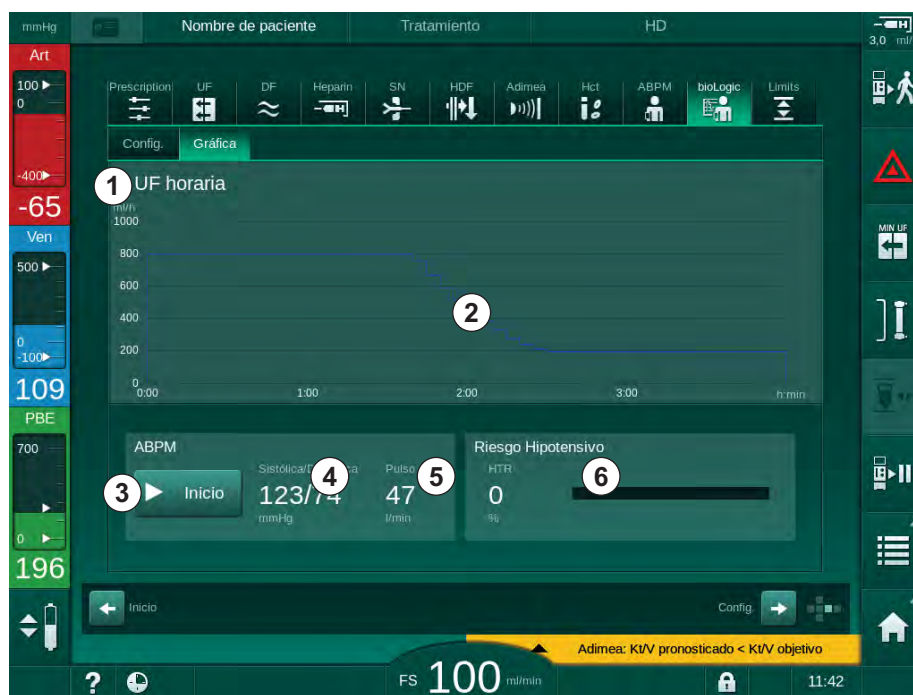 mmHg
Nombre de paciente
Tratamiento
HD
3,0 ml/
Art
100
0
-400
-65
Ven
500
0
-100
109
PBE
700
0
196
Prescription UF DF Heparin SN HDF Adimea Hct ABPM bioLogic Limits
Config. Gráfica
1 UF horaria
ml/h
1000
800
600
400
200
0
2
0:00 1:00 2:00 3:00 h:min
ABPM
3 Inicio
Sistólica/D 4 ca
123/74
mmHg
Pulso 5
47
l/min
Riesgo Hipotensivo
HTR
0
%
6
MIN UF
Inicio
Config.
Adimea: Kt/V pronosticado < Kt/V objetivo
? FS 100 ml/min 11:42